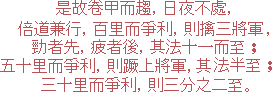 是故卷甲而趨，日夜不處，
倍道兼行，百里而爭利，則擒三將軍，
勁者先，疲者後，其法十一而至；
五十里而爭利，則蹶上將軍，其法半至；
三十里而爭利，則三分之二至。